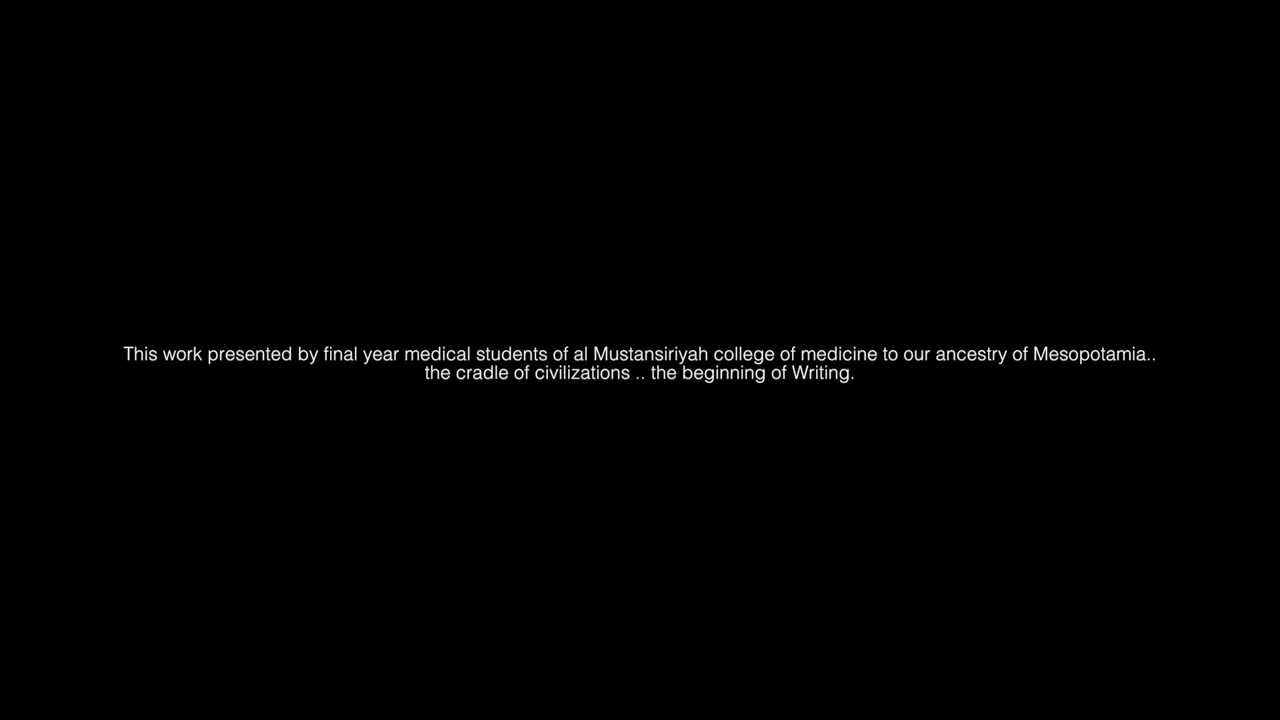 This work presented by final year medical students of al Mustansiriyah college of medicine to our ancestry of Mesopotamia..
the cradle of civilizations .. the beginning of Writing.